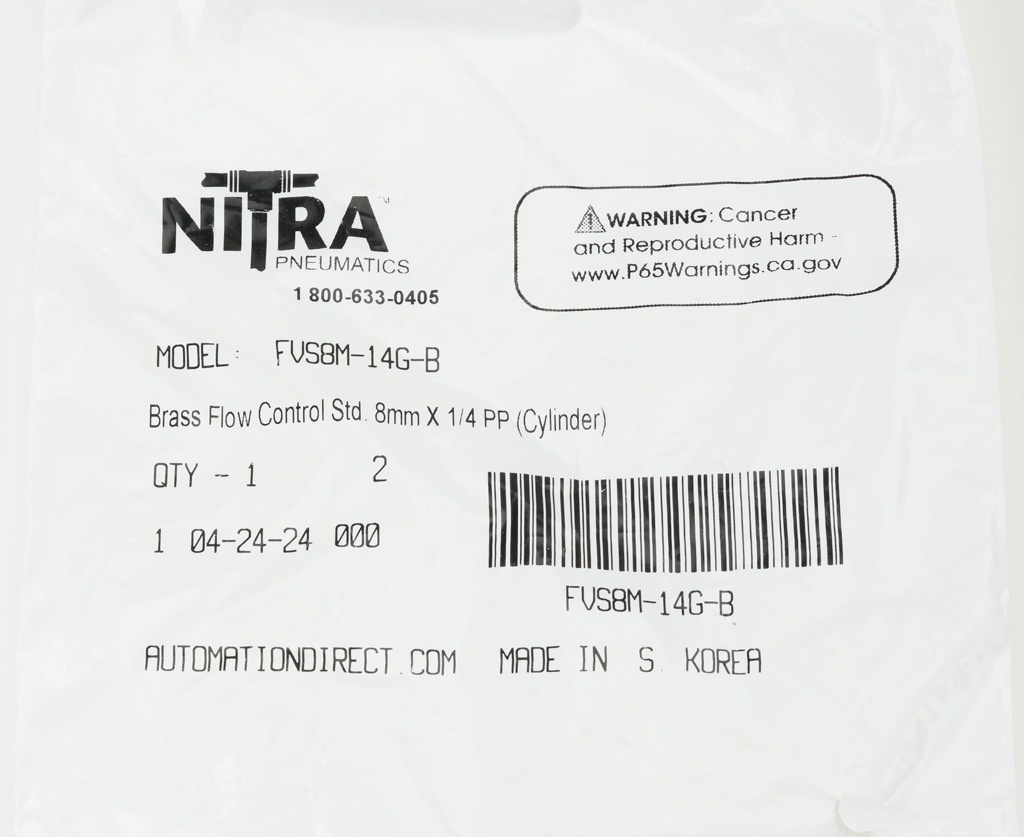 NITRA™
PNEUMATICS
1 800-633-0405
⚠WARNING: Cancer
and Reproductive Harm -
www.P65Warnings.ca.gov
MODEL: FVS8M-14G-B
Brass Flow Control Std. 8mm X 1/4 PP (Cylinder)
QTY - 1 2
1 04-24-24 000
FVS8M-14G-B
AUTOMATIONDIRECT.COM MADE IN S. KOREA